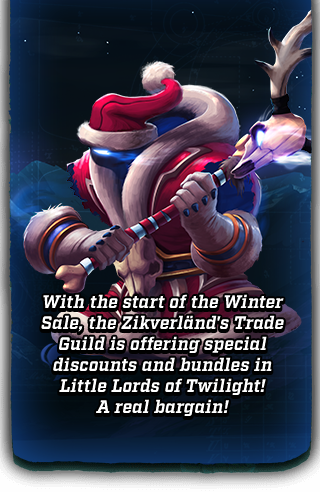 With the start of the Winter
Sale, the Zikverländ's Trade
Guild is offering special
discounts and bundles in
Little Lords of Twilight!
A real bargain!